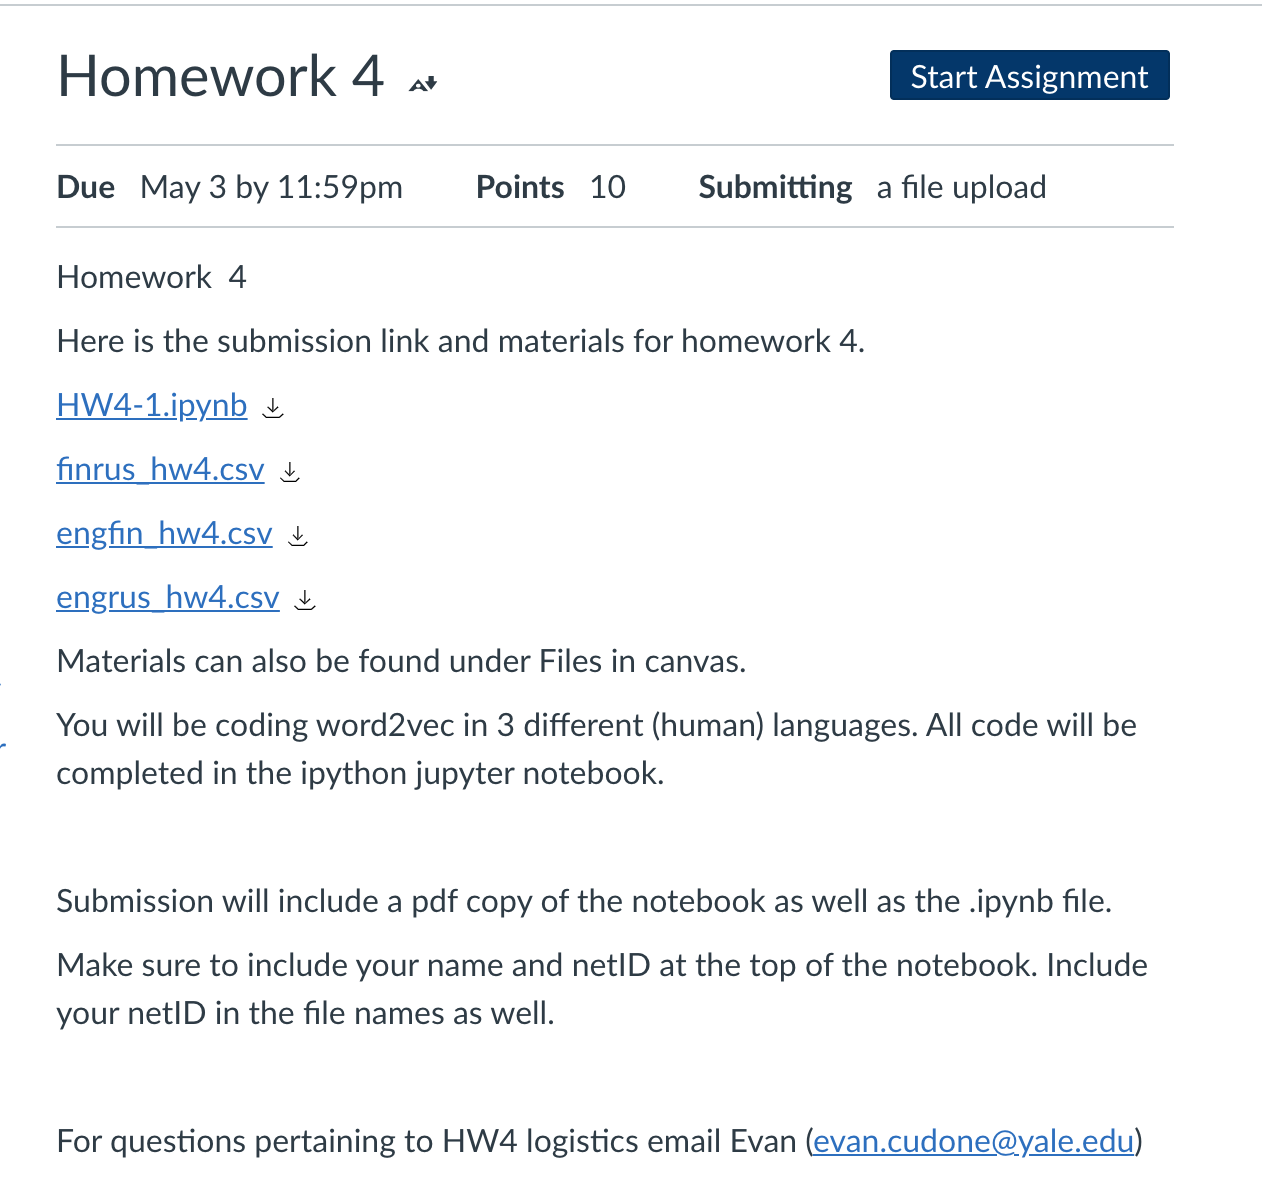 Homework 4
Start Assignment
Due May 3 by 11:59pm Points 10 Submitting a file upload
Homework 4
Here is the submission link and materials for homework 4.
HW4-1.ipynb
finrus_hw4.csv
engfin_hw4.csv
engrus_hw4.csv
Materials can also be found under Files in canvas.
You will be coding word2vec in 3 different (human) languages. All code will be
completed in the ipython jupyter notebook.
Submission will include a pdf copy of the notebook as well as the .ipynb file.
Make sure to include your name and netID at the top of the notebook. Include
your netID in the file names as well.
For questions pertaining to HW4 logistics email Evan (evan.cudone@yale.edu)